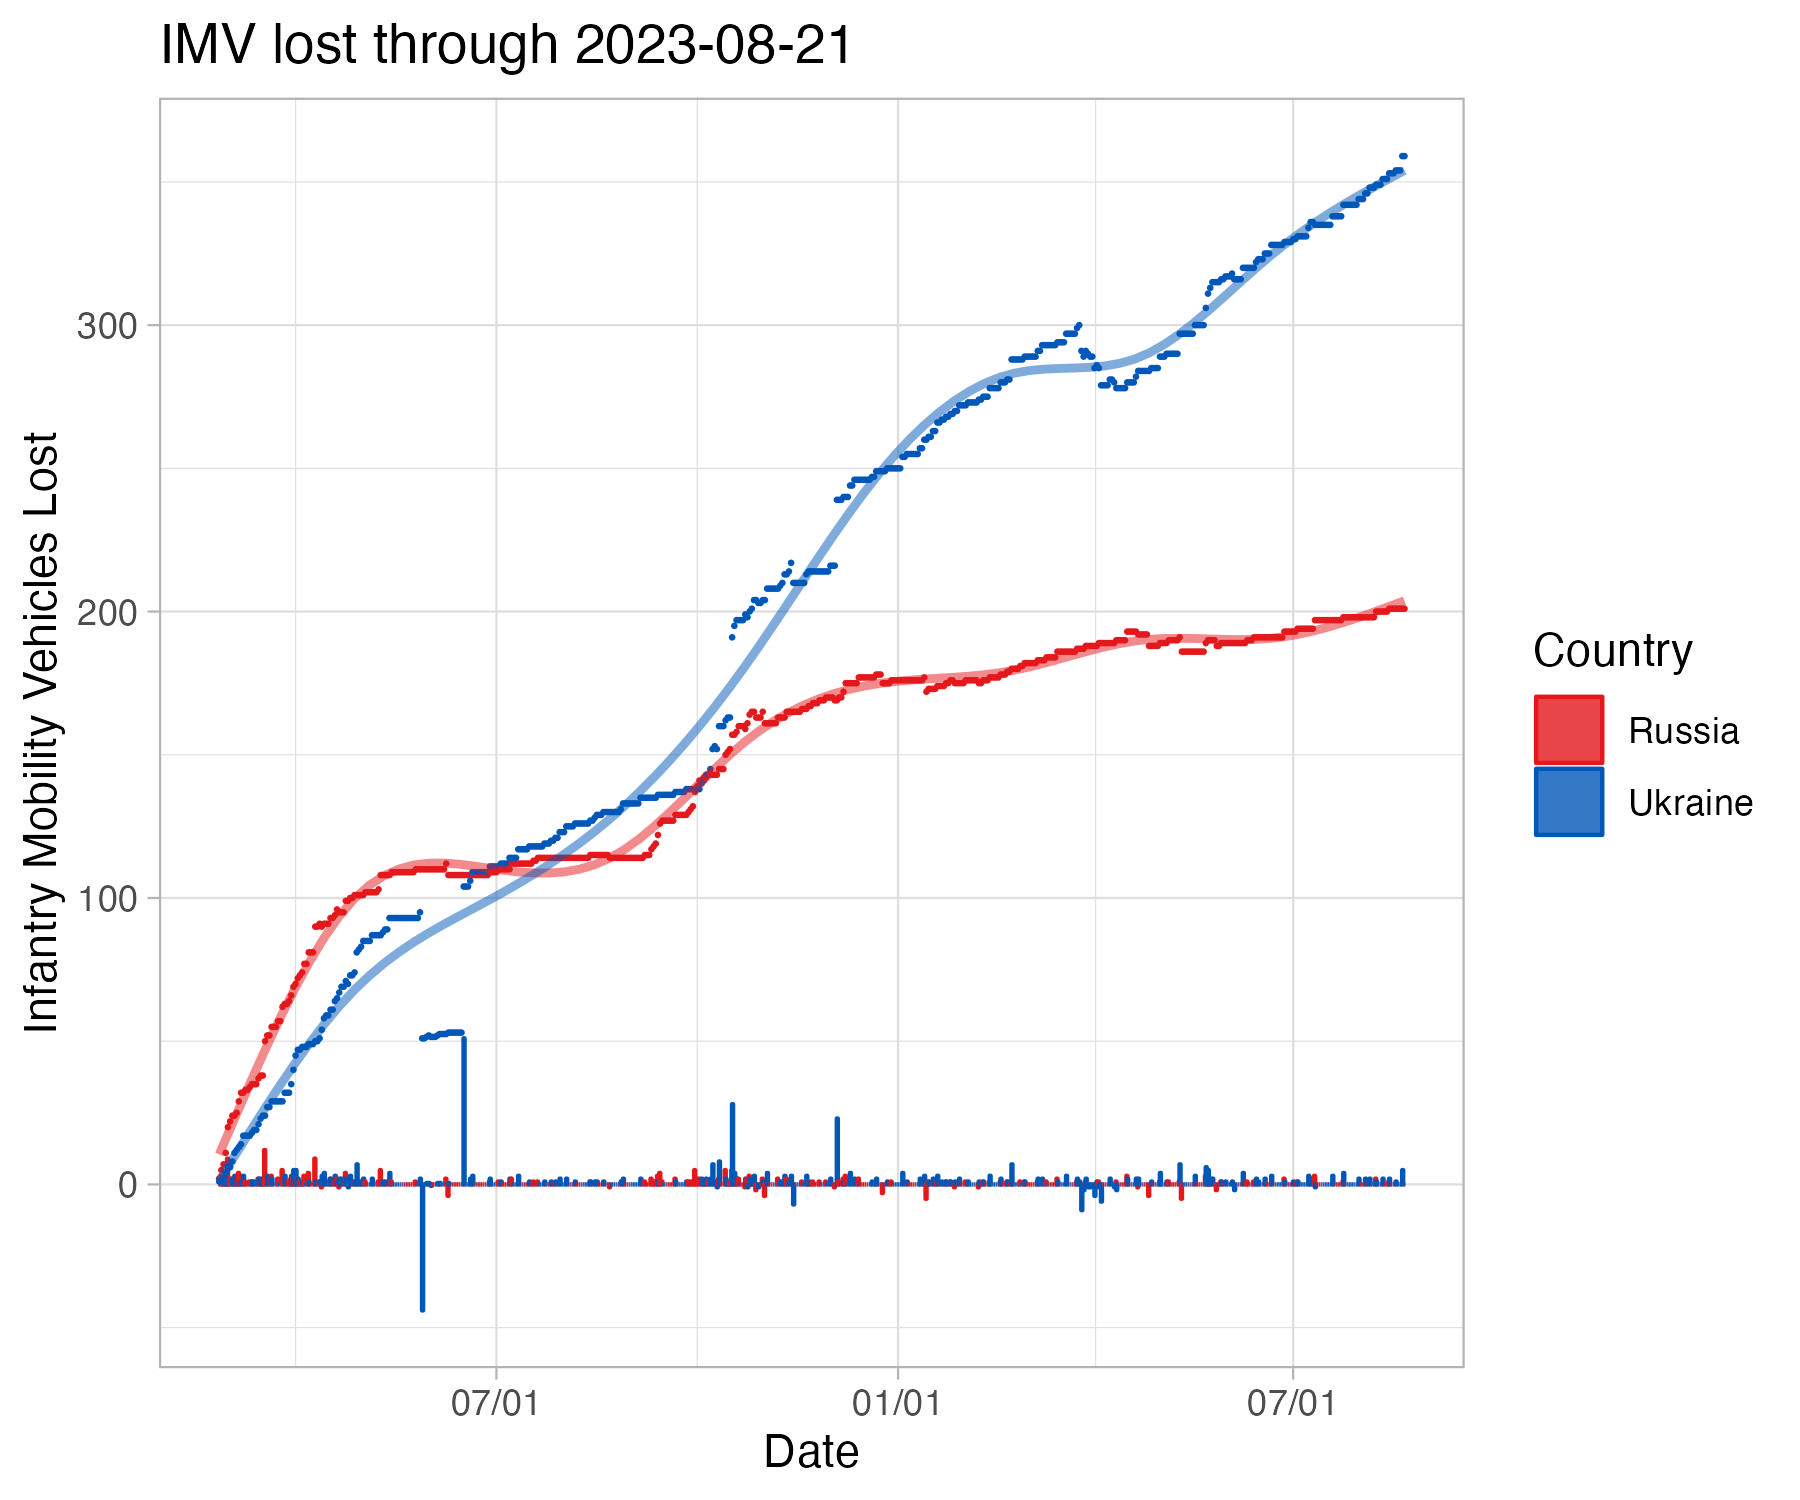 IMV lost through 2023-08-21
Infantry Mobility Vehicles Lost
300
200
100
0
07/01
01/01
07/01
Date
Country
Russia
Ukraine